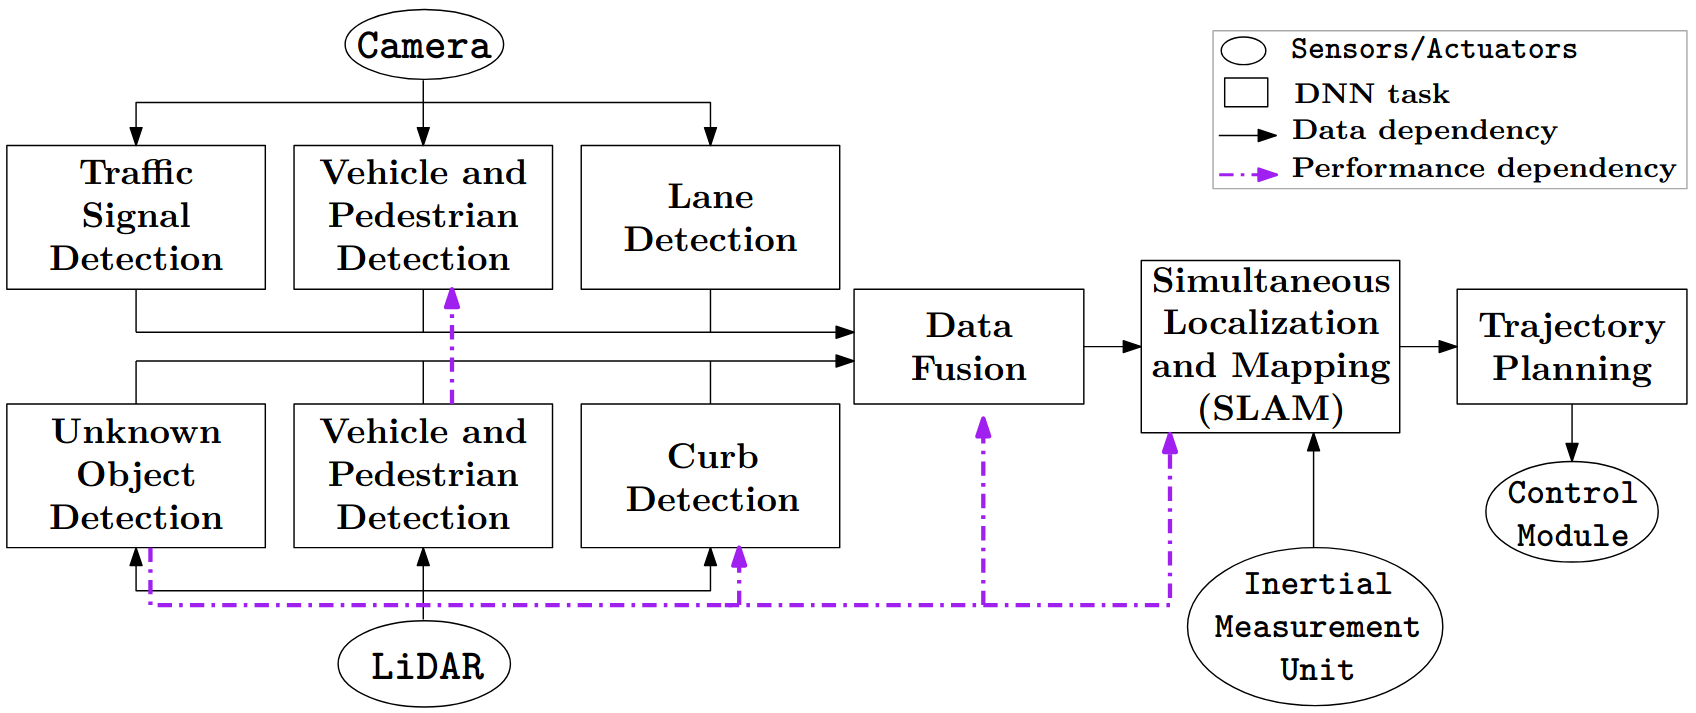 Camera
Sensors/Actuators
DNN task
Data dependency
Performance dependency
Traffic
Signal
Detection
Vehicle and
Pedestrian
Detection
Lane
Detection
Data
Fusion
Simultaneous
Localization
and Mapping
(SLAM)
Trajectory
Planning
Unknown
Object
Detection
Vehicle and
Pedestrian
Detection
Curb
Detection
Control
Module
LiDAR
Inertial
Measurement
Unit